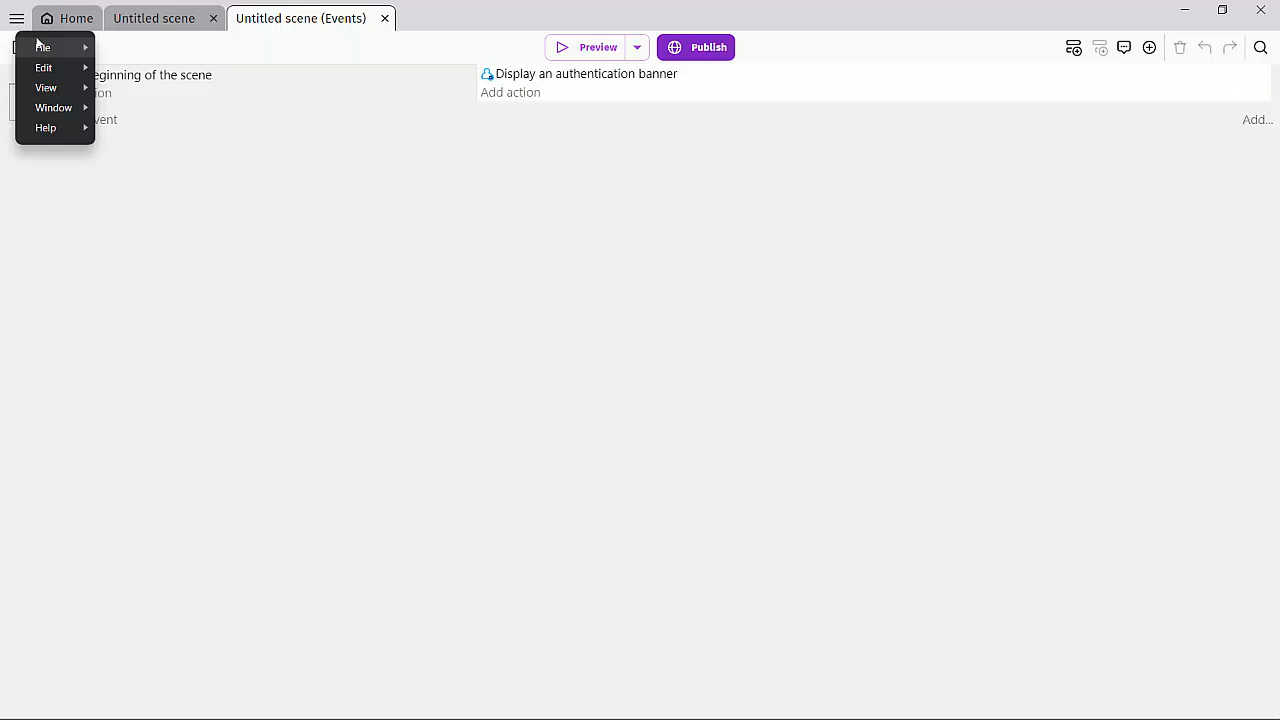 Home
Untitled scene
Untitled scene (Events)
File
Edit
View
Window
Help
Preview
Publish
eginning of the scene
Display an authentication banner
Add action
Add...